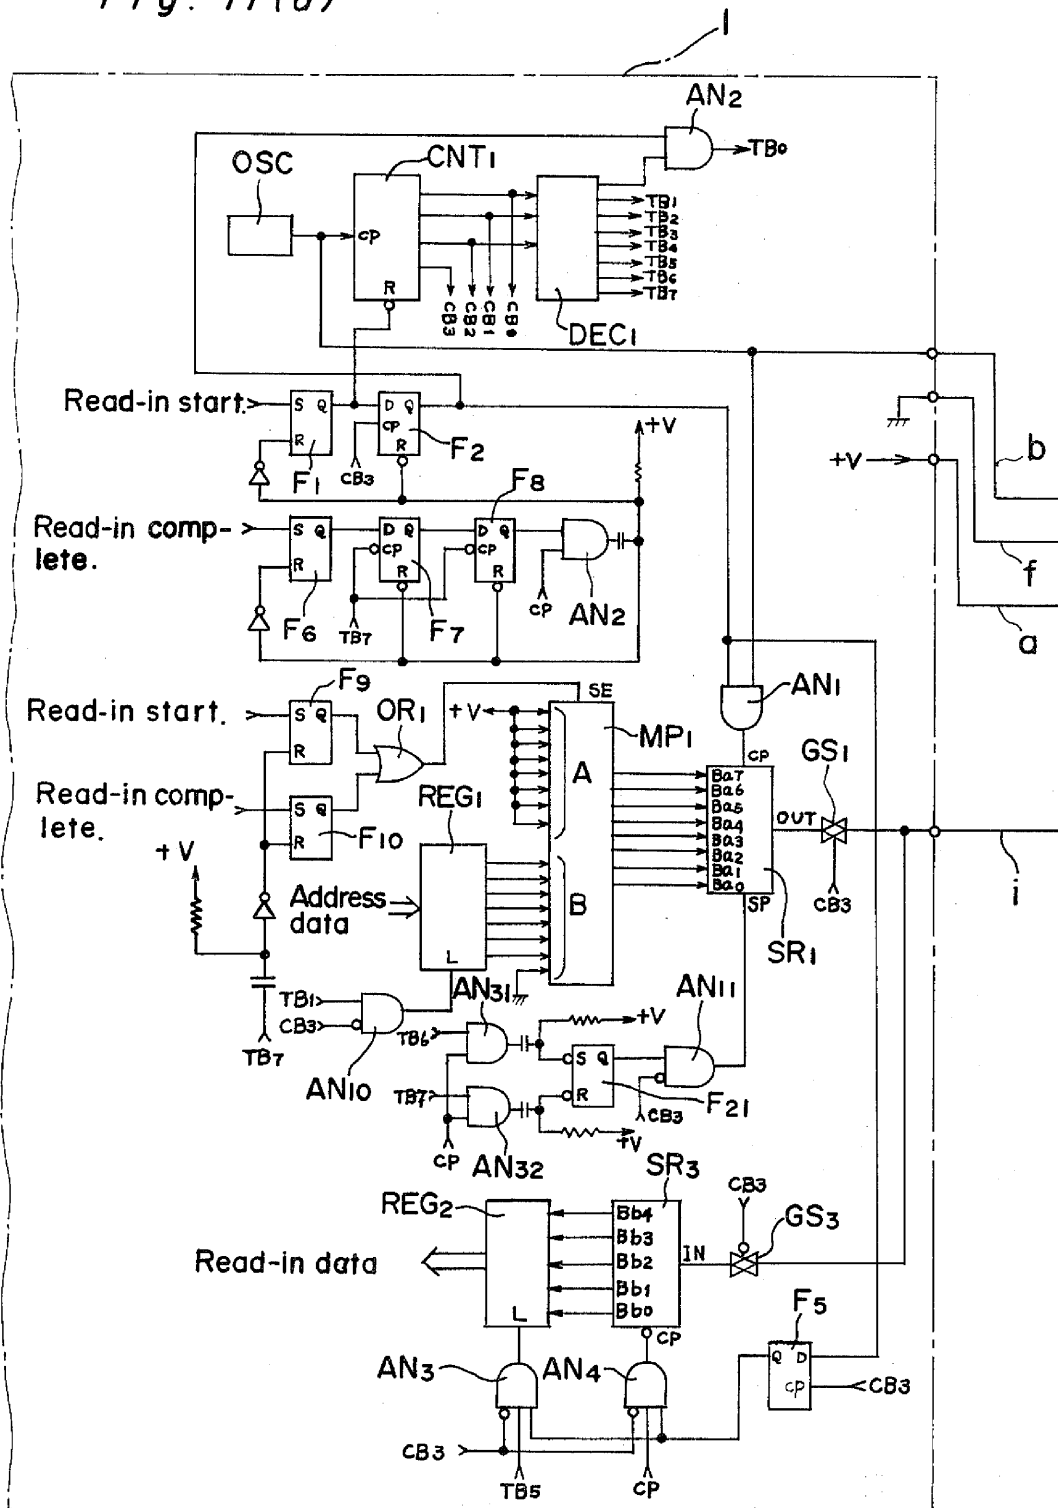 Fig. 11(a)
1
AN2
TB0
OSC
CNT1
CP
R
TB1
TB2
TB3
TB4
TB5
TB6
TB7
CB3
CB2
CB1
CB0
DEC1
Read-in start.
S Q
R
F1
D Q
CP
R
F2
CB3
+V
+V
b
f
a
Read-in comp-
lete.
S Q
R
F6
D Q
CP
R
F7
TB7
F8
D Q
CP
R
CP
AN2
Read-in start.
F9
S Q
R
OR1
+V
SE
MP1
A
B
AN1
CP
Read-in comp-
lete.
S Q
R
F10
+V
REG1
Address
data
L
Ba7
Ba6
Ba5
Ba4
Ba3
Ba2
Ba1
Ba0
OUT
SP
GS1
CB3
SR1
i
TB7
TB1
CB3
AN10
AN31
TB6
+V
S Q
R
F21
TB7
CP
AN32
+V
AN11
CB3
SR3
REG2
Read-in data
L
Bb4
Bb3
Bb2
Bb1
Bb0
IN
CP
CB3
GS3
F5
Q D
CP
CB3
AN3
AN4
CB3
TB5
CP